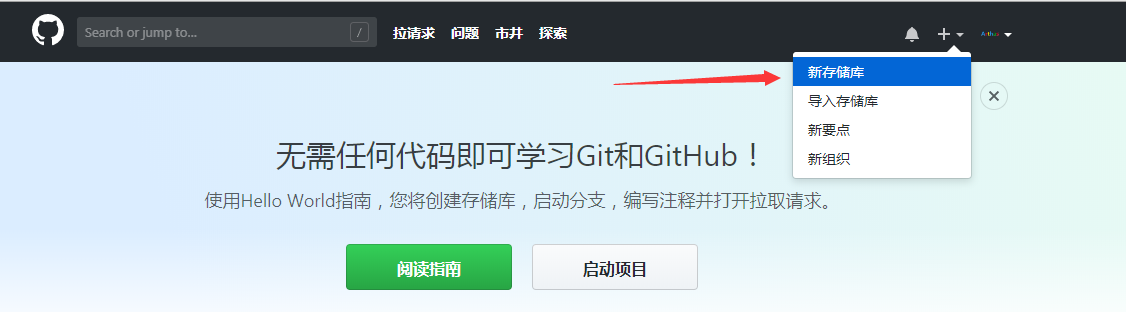 Search or jump to... / 拉请求 问题 市井 探索
新存储库
导入存储库
新要点
新组织
无需任何代码即可学习Git和GitHub！
使用Hello World指南，您将创建存储库，启动分支，编写注释并打开拉取请求。
阅读指南 启动项目